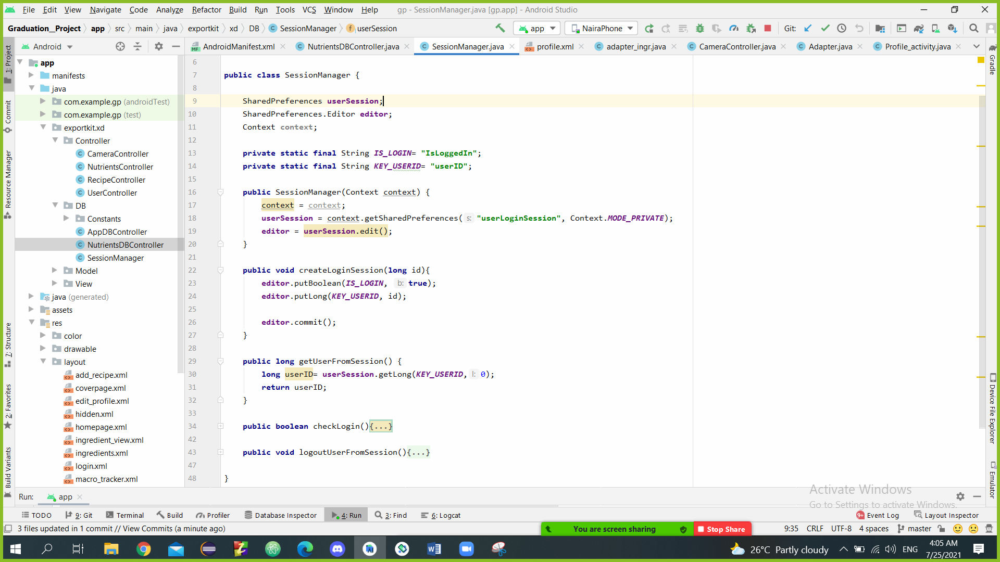 File Edit View Navigate Code Analyze Refactor Build Run Tools VCS Window Help gp - SessionManager.java [gp.app] - Android Studio
Graduation__Project app src main java exportkit xd DB SessionManager userSession app NairaPhone Git:
Android AndroidManifest.xml NutrientsDBController.java SessionManager.java profile.xml adapter_ingr.java CameraController.java Adapter.java Profile_activity.java
1: Project
Commit
Resource Manager
7: Structure
2: Favorites
Build Variants
app
manifests
java
com.example.gp (androidTest)
com.example.gp (test)
exportkit.xd
Controller
CameraController
NutrientsController
RecipeController
UserController
DB
Constants
AppDBController
NutrientsDBController
SessionManager
Model
View
java (generated)
assets
res
color
drawable
layout
add_recipe.xml
coverpage.xml
edit_profile.xml
hidden.xml
homepage.xml
ingredient_view.xml
ingredients.xml
login.xml
macro_tracker.xml
6
7 public class SessionManager {
8
9 SharedPreferences userSession;
10 SharedPreferences.Editor editor;
11 Context context;
12
13 private static final String IS_LOGIN= "IsLoggedIn";
14 private static final String KEY_USERID= "userID";
15
16 public SessionManager(Context context) {
17 context = context;
18 userSession = context.getSharedPreferences( s: "userLoginSession", Context.MODE_PRIVATE);
19 editor = userSession.edit();
20 }
21
22 public void createLoginSession(long id){
23 editor.putBoolean(IS_LOGIN, b: true);
24 editor.putLong(KEY_USERID, id);
25
26 editor.commit();
27 }
28
29 public long getUserFromSession() {
30 long userID= userSession.getLong(KEY_USERID, l: 0);
31 return userID;
32 }
33
34 public boolean checkLogin(){...}
42
43 public void logoutUserFromSession(){...}
47
48 }
Gradle
Device File Explorer
Emulator
Activate Windows
Go to Settings to activate Windows.
Run: app
TODO 9: Git Terminal Build Profiler Database Inspector 4: Run 3: Find 6: Logcat 9+ Event Log Layout Inspector
3 files updated in 1 commit // View Commits (a minute ago) You are screen sharing Stop Share 9:35 CRLF UTF-8 4 spaces master
26°C Partly cloudy ENG 4:05 AM
7/25/2021